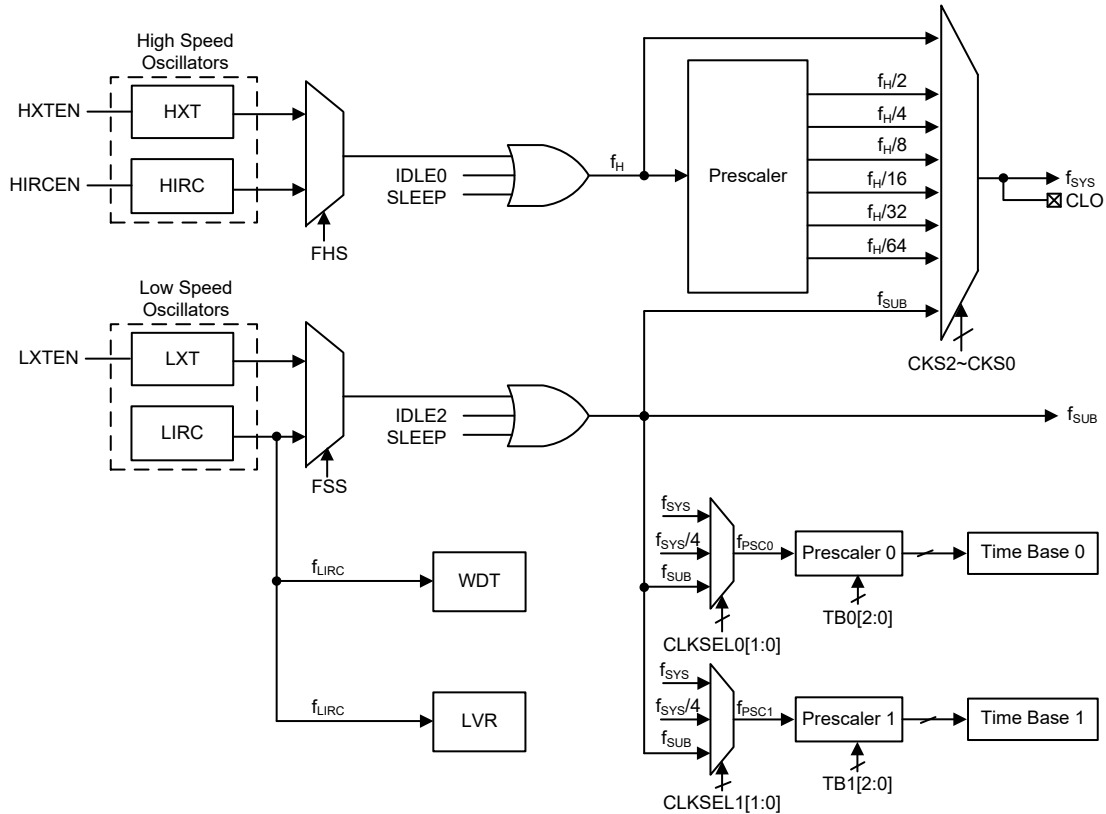 High Speed
Oscillators
HXTEN
HXT
HIRCEN
HIRC
FHS
IDLE0
SLEEP
fH
Prescaler
fH/2
fH/4
fH/8
fH/16
fH/32
fH/64
fSUB
CKS2~CKS0
fSYS
CLO
Low Speed
Oscillators
LXTEN
LXT
LIRC
FSS
IDLE2
SLEEP
fSUB
fLIRC
WDT
fLIRC
LVR
fSYS
fSYS/4
fSUB
CLKSEL0[1:0]
fPSC0
Prescaler 0
TB0[2:0]
Time Base 0
fSYS
fSYS/4
fSUB
CLKSEL1[1:0]
fPSC1
Prescaler 1
TB1[2:0]
Time Base 1